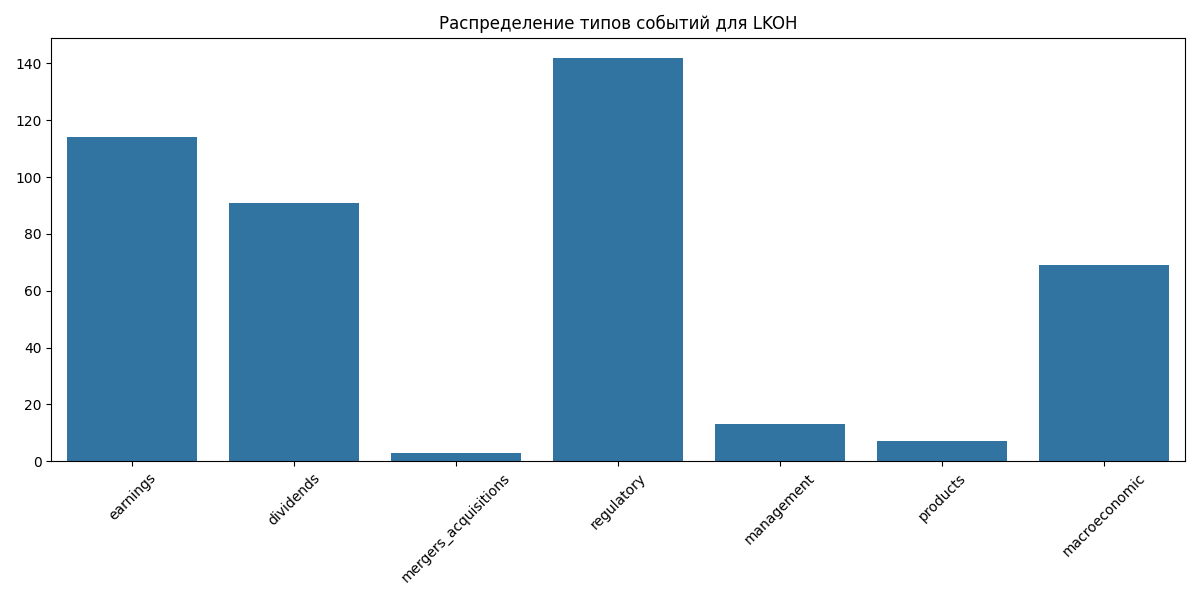 Распределение типов событий для LKOH
140
120
100
80
60
40
20
0
earnings
dividends
mergers_acquisitions
regulatory
management
products
macroeconomic